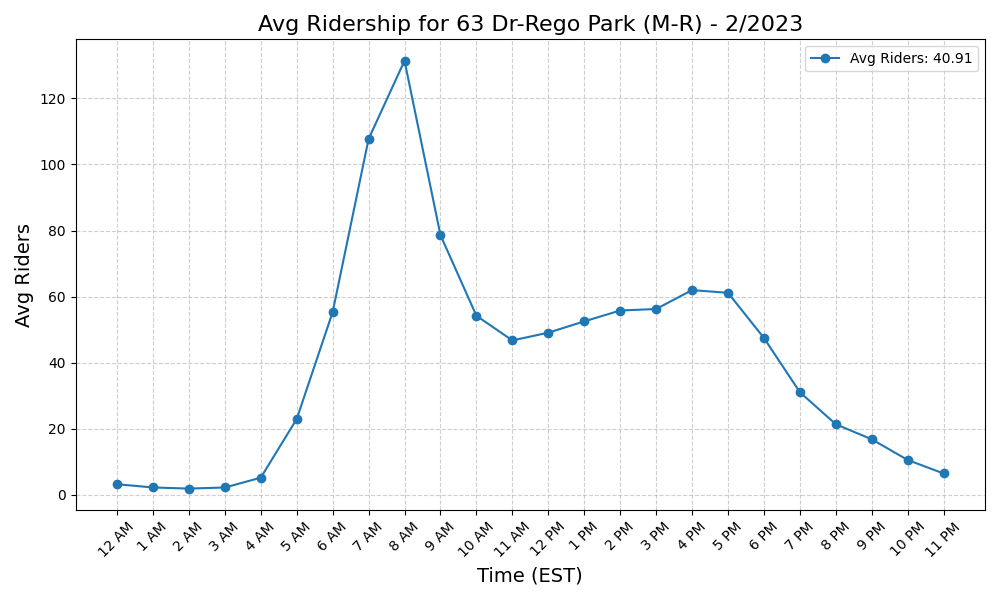 Avg Ridership for 63 Dr-Rego Park (M-R) - 2/2023
Avg Riders: 40.91
Avg Riders
120
100
80
60
40
20
0
12 AM
1 AM
2 AM
3 AM
4 AM
5 AM
6 AM
7 AM
8 AM
9 AM
10 AM
11 AM
12 PM
1 PM
2 PM
3 PM
4 PM
5 PM
6 PM
7 PM
8 PM
9 PM
10 PM
11 PM
Time (EST)